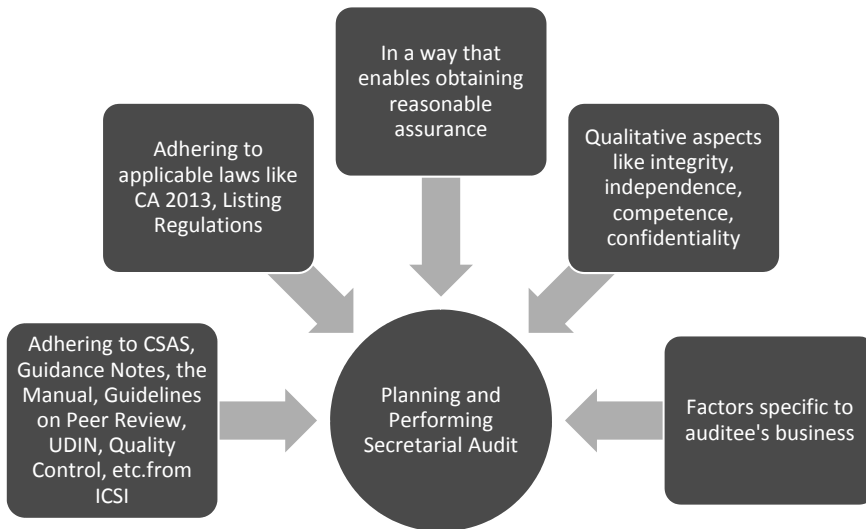 In a way that
enables obtaining
reasonable
assurance
Adhering to
applicable laws like
CA 2013, Listing
Regulations
Qualitative aspects
like integrity,
independence,
competence,
confidentiality
Adhering to CSAS,
Guidance Notes, the
Manual, Guidelines
on Peer Review,
UDIN, Quality
Control, etc.from
ICSI
Planning and
Performing
Secretarial Audit
Factors specific to
auditee's business